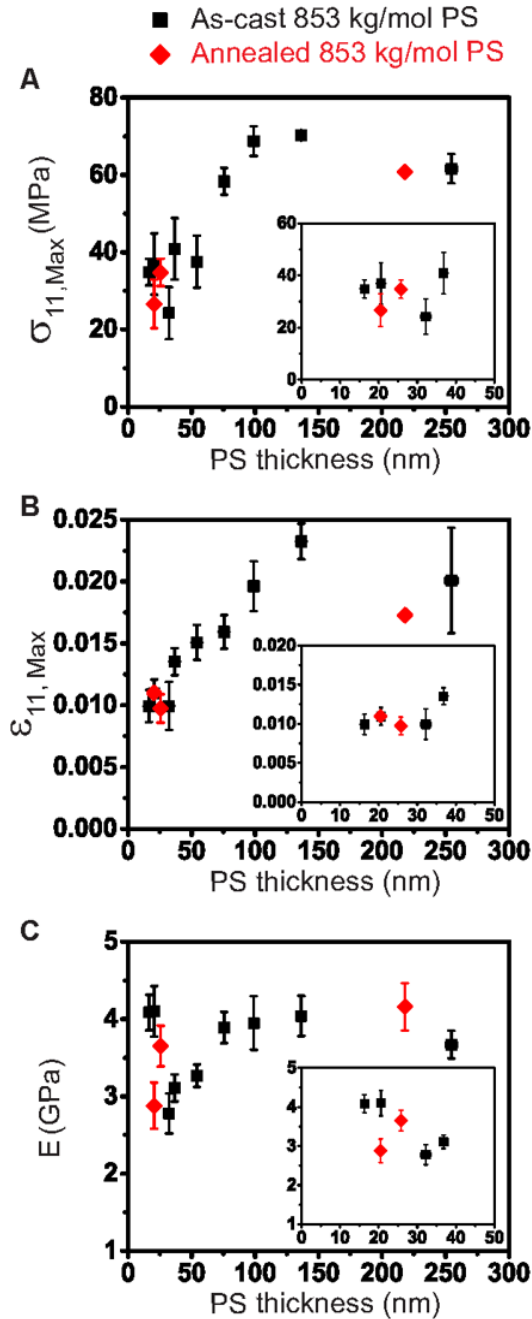 As-cast 853 kg/mol PS
Annealed 853 kg/mol PS
A
σ11,Max (MPa)
80
60
40
20
0
0 50 100 150 200 250 300
PS thickness (nm)
60
40
20
0
0 10 20 30 40 50
B
ε11, Max
0.025
0.020
0.015
0.010
0.005
0.000
0 50 100 150 200 250 300
PS thickness (nm)
0.020
0.015
0.010
0.005
0.000
0 10 20 30 40 50
C
E (GPa)
5
4
3
2
1
0 50 100 150 200 250 300
PS thickness (nm)
5
4
3
2
1
0 10 20 30 40 50